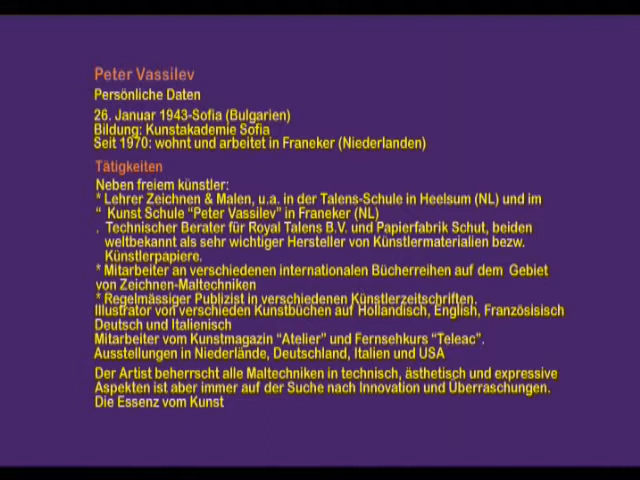 Peter Vassilev
Persönliche Daten
26. Januar 1943-Sofia (Bulgarien)
Bildung: Kunstakademie Sofia
Seit 1970: wohnt und arbeitet in Franeker (Niederlanden)
Tätigkeiten
Neben freiem künstler:
* Lehrer Zeichnen & Malen, u.a. in der Talens-Schule in Heelsum (NL) und im
“ Kunst Schule “Peter Vassilev” in Franeker (NL)
. Technischer Berater für Royal Talens B.V. und Papierfabrik Schut, beiden
weltbekannt als sehr wichtiger Hersteller von Künstlermaterialien bezw.
Künstlerpapiere.
* Mitarbeiter an verschiedenen internationalen Bücherreihen auf dem Gebiet
von Zeichnen-Maltechniken
* Regelmässiger Publizist in verschiedenen Künstlerzeitschriften.
Illustrator von verschieden Kunstbüchen auf Hollandisch, English, Französisisch
Deutsch und Italienisch
Mitarbeiter vom Kunstmagazin “Atelier” und Fernsehkurs “Teleac”.
Ausstellungen in Niederlände, Deutschland, Italien und USA
Der Artist beherrscht alle Maltechniken in technisch, ästhetisch und expressive
Aspekten ist aber immer auf der Suche nach Innovation und Überraschungen.
Die Essenz vom Kunst